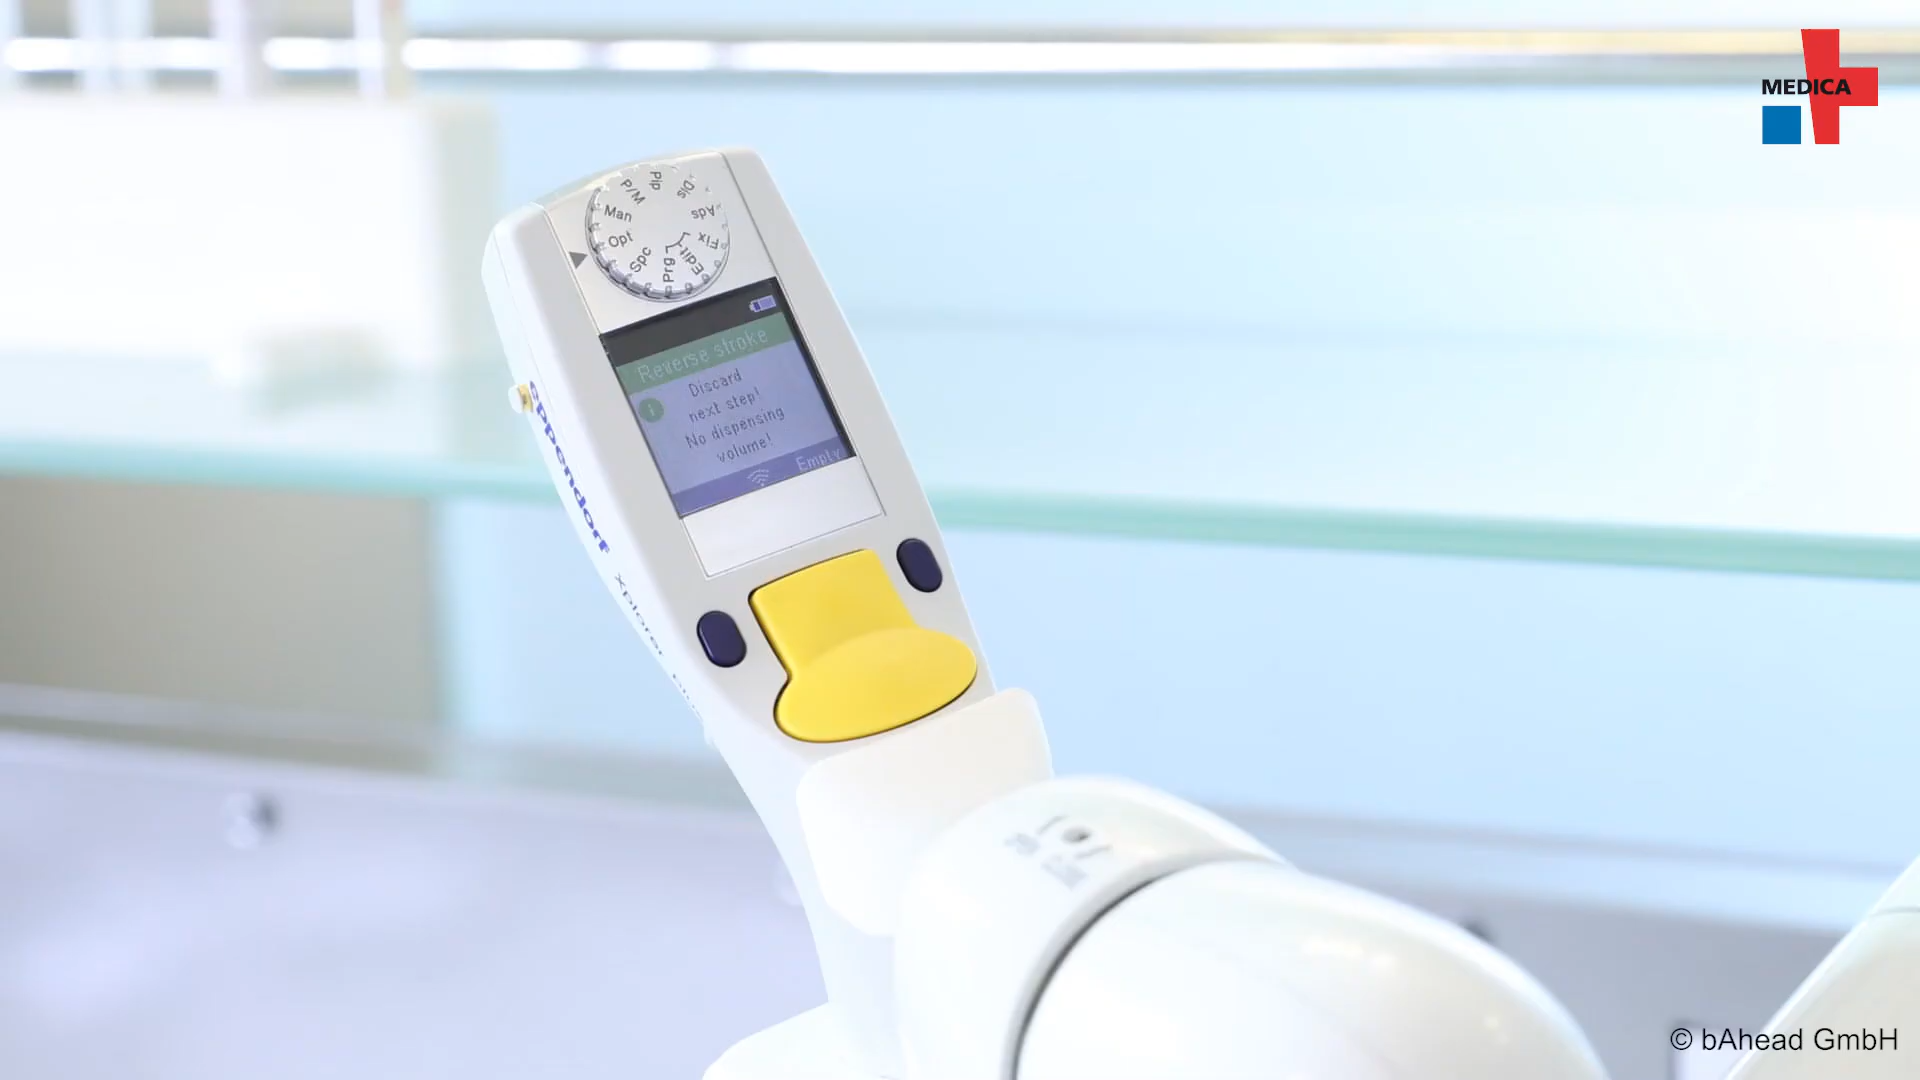 MEDICA
Pip
P/M
Dis
Man
Ads
Opt
Fix
Spc
Edit
Prg
Reverse stroke
Discard
next step!
No dispensing
volume!
Empty
eppendorf
Xplorer
© bAhead GmbH